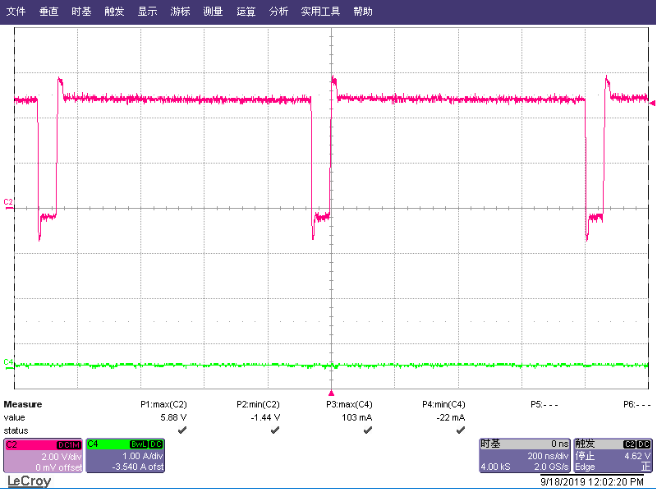 文件 垂直 时基 触发 显示 游标 测量 运算 分析 实用工具 帮助
C2
C4
Measure P1:max(C2) P2:min(C2) P3:max(C4) P4:min(C4) P5:--- P6:---
value 5.88 V -1.44 V 103 mA -22 mA
status
C2 DC1M
2.00 V/div
0 mV offset
C4 BwL DC
1.00 A/div
-3.540 A ofst
时基 0 ns
200 ns/div
4.00 kS 2.0 GS/s
触发 C2 DC
停止 4.62 V
Edge 正
LeCroy
9/18/2019 12:02:20 PM